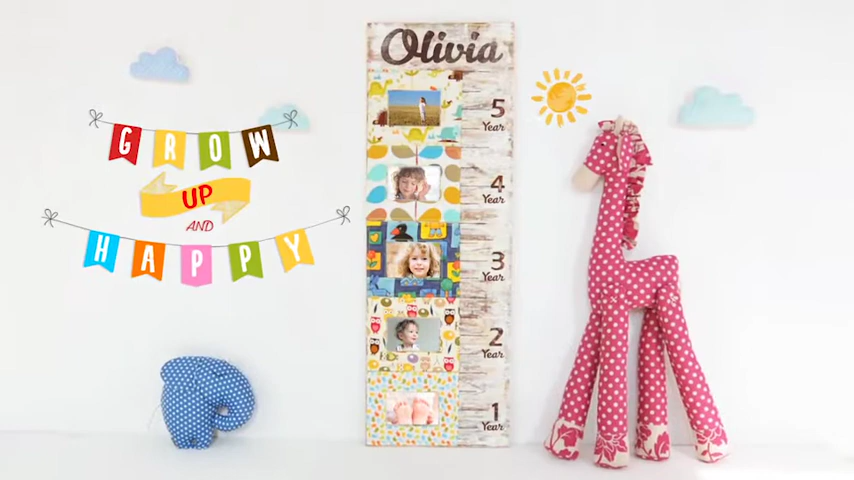 GROW
UP
AND
HAPPY
Olivia
5
Year
4
Year
3
Year
2
Year
1
Year